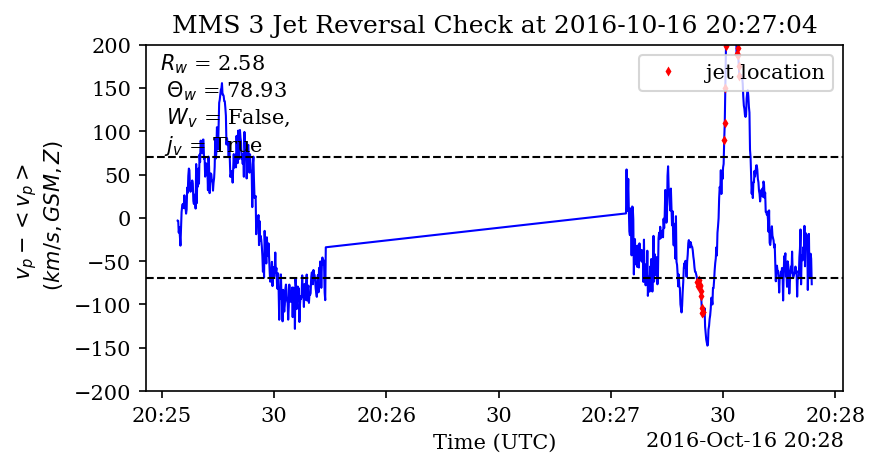 MMS 3 Jet Reversal Check at 2016-10-16 20:27:04
R_w = 2.58
Θ_w = 78.93
W_v = False,
j_v = True
jet location
200
150
100
50
0
−50
−100
−150
−200
v_p − < v_p >
(km/s, GSM, Z)
20:25
30
20:26
30
20:27
30
20:28
Time (UTC)
2016-Oct-16 20:28